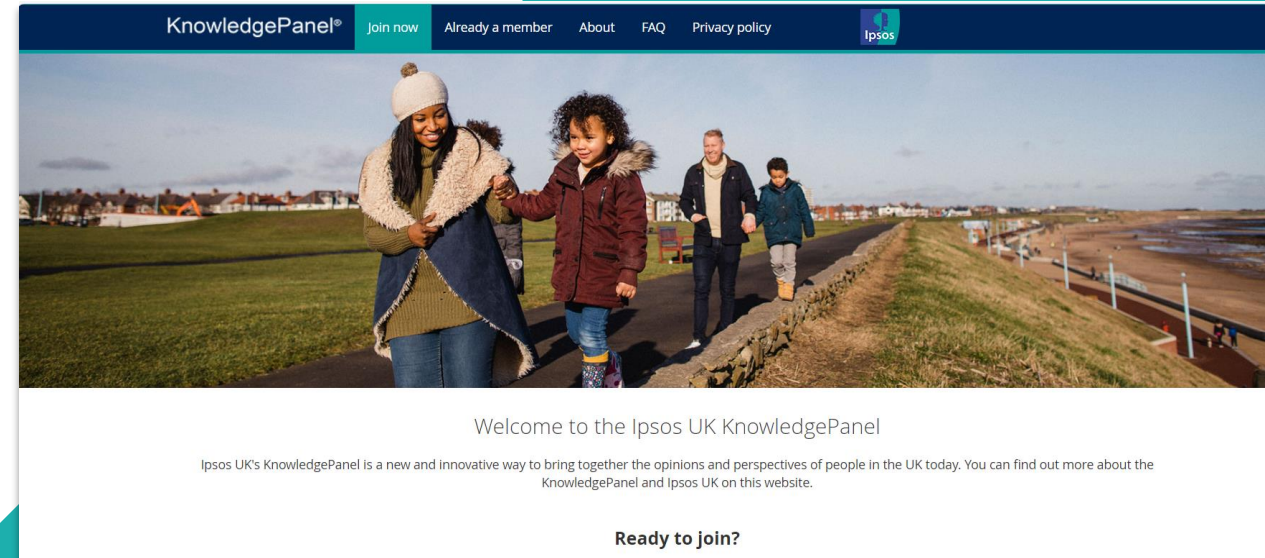 KnowledgePanel® Join now Already a member About FAQ Privacy policy Ipsos
Welcome to the Ipsos UK KnowledgePanel
Ipsos UK's KnowledgePanel is a new and innovative way to bring together the opinions and perspectives of people in the UK today. You can find out more about the
KnowledgePanel and Ipsos UK on this website.
Ready to join?